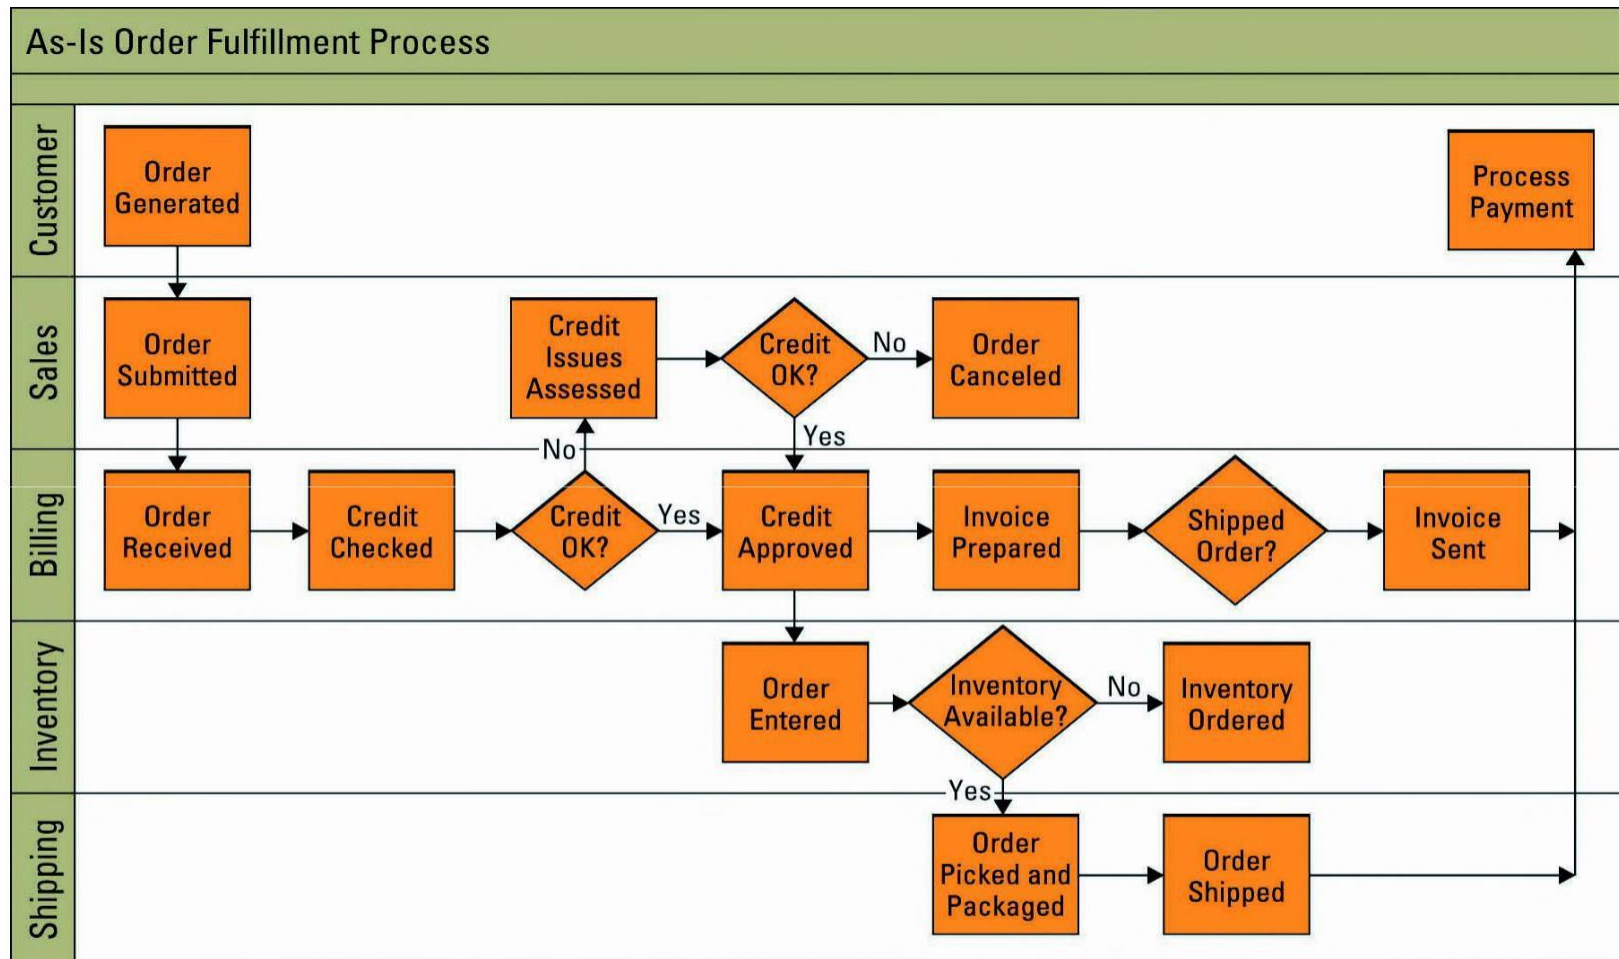 As-Is Order Fulfillment Process
Customer
Order
Generated
Process
Payment
Sales
Order
Submitted
Credit
Issues
Assessed
Credit
OK?
No
Order
Canceled
No
Yes
Billing
Order
Received
Credit
Checked
Credit
OK?
Yes
Credit
Approved
Invoice
Prepared
Shipped
Order?
Invoice
Sent
Inventory
Order
Entered
Inventory
Available?
No
Inventory
Ordered
Yes
Shipping
Order
Picked and
Packaged
Order
Shipped